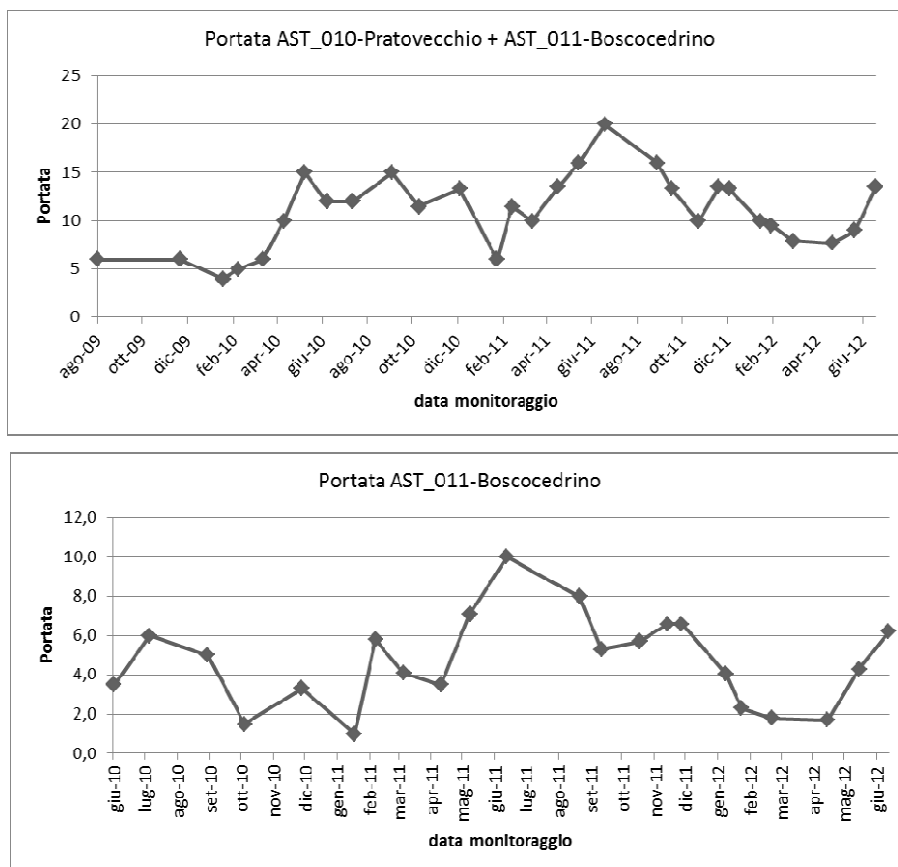 Portata AST_010-Pratovecchio + AST_011-Boscocedrino
25
20
15
10
5
0
Portata
ago-09 ott-09 dic-09 feb-10 apr-10 giu-10 ago-10 ott-10 dic-10 feb-11 apr-11 giu-11 ago-11 ott-11 dic-11 feb-12 apr-12 giu-12
data monitoraggio
Portata AST_011-Boscocedrino
12,0
10,0
8,0
6,0
4,0
2,0
0,0
Portata
giu-10 lug-10 ago-10 set-10 ott-10 nov-10 dic-10 gen-11 feb-11 mar-11 apr-11 mag-11 giu-11 lug-11 ago-11 set-11 ott-11 nov-11 dic-11 gen-12 feb-12 mar-12 apr-12 mag-12 giu-12
data monitoraggio